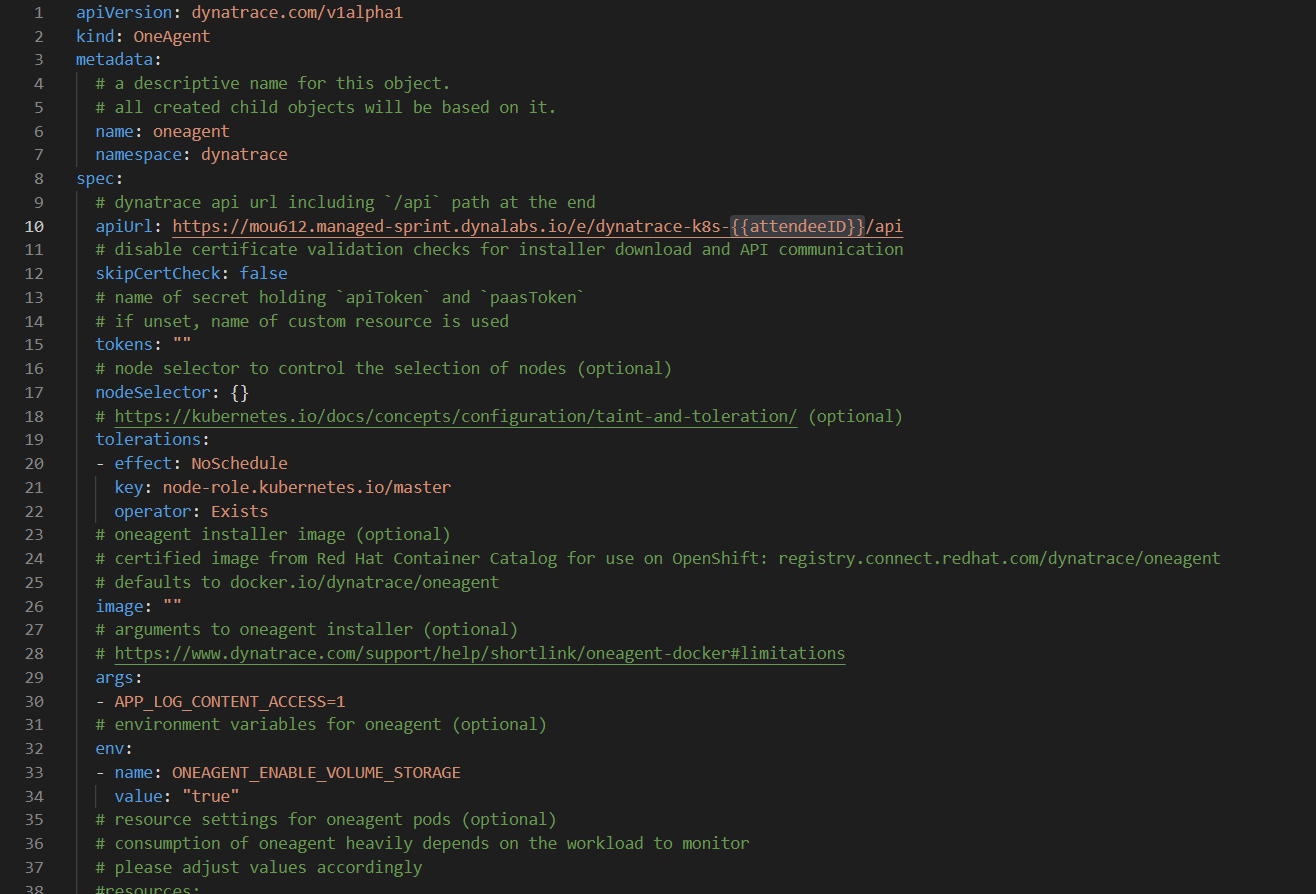 1 apiVersion: dynatrace.com/v1alpha1
2 kind: OneAgent
3 metadata:
4   # a descriptive name for this object.
5   # all created child objects will be based on it.
6   name: oneagent
7   namespace: dynatrace
8 spec:
9   # dynatrace api url including `/api` path at the end
10   apiUrl: https://mou612.managed-sprint.dynalabs.io/e/dynatrace-k8s-{{attendeeID}}/api
11   # disable certificate validation checks for installer download and API communication
12   skipCertCheck: false
13   # name of secret holding `apiToken` and `paasToken`
14   # if unset, name of custom resource is used
15   tokens: ""
16   # node selector to control the selection of nodes (optional)
17   nodeSelector: {}
18   # https://kubernetes.io/docs/concepts/configuration/taint-and-toleration/ (optional)
19   tolerations:
20   - effect: NoSchedule
21     key: node-role.kubernetes.io/master
22     operator: Exists
23   # oneagent installer image (optional)
24   # certified image from Red Hat Container Catalog for use on OpenShift: registry.connect.redhat.com/dynatrace/oneagent
25   # defaults to docker.io/dynatrace/oneagent
26   image: ""
27   # arguments to oneagent installer (optional)
28   # https://www.dynatrace.com/support/help/shortlink/oneagent-docker#limitations
29   args:
30   - APP_LOG_CONTENT_ACCESS=1
31   # environment variables for oneagent (optional)
32   env:
33   - name: ONEAGENT_ENABLE_VOLUME_STORAGE
34     value: "true"
35   # resource settings for oneagent pods (optional)
36   # consumption of oneagent heavily depends on the workload to monitor
37   # please adjust values accordingly
38   #resources: